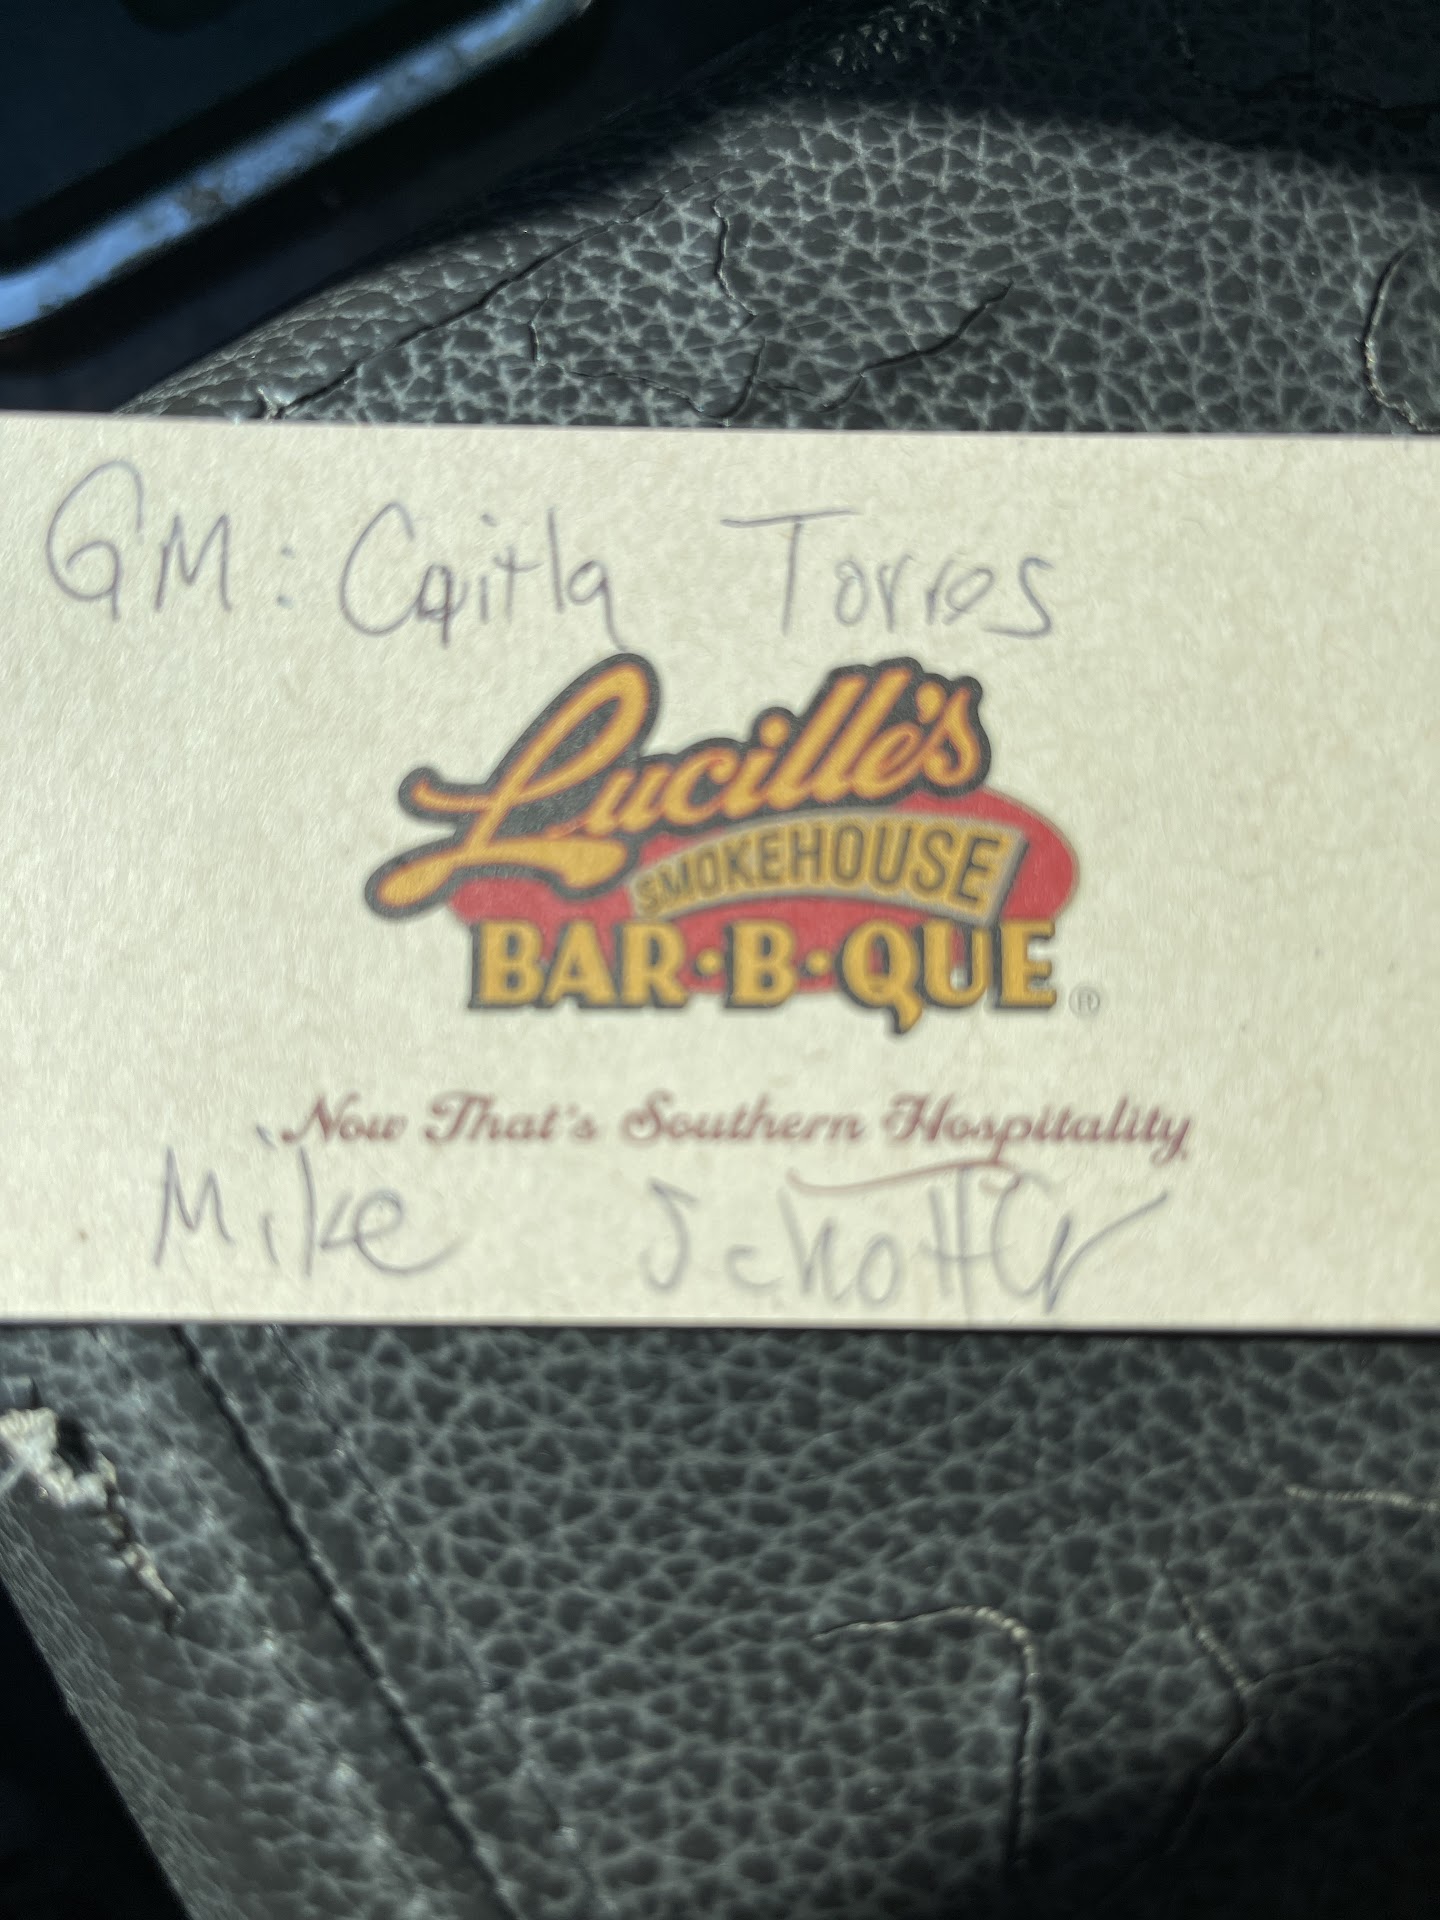 GM: Caitla Torres
Lucille's
SMOKEHOUSE
BAR·B·QUE®
Now That's Southern Hospitality
Mike